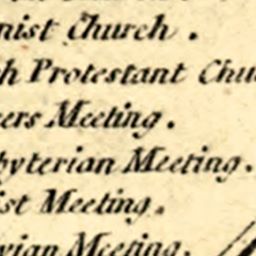 nist Church.
h Protestant Chu
ers Meeting.
byterian Meeting.
ist Meeting.
vian Meeting.